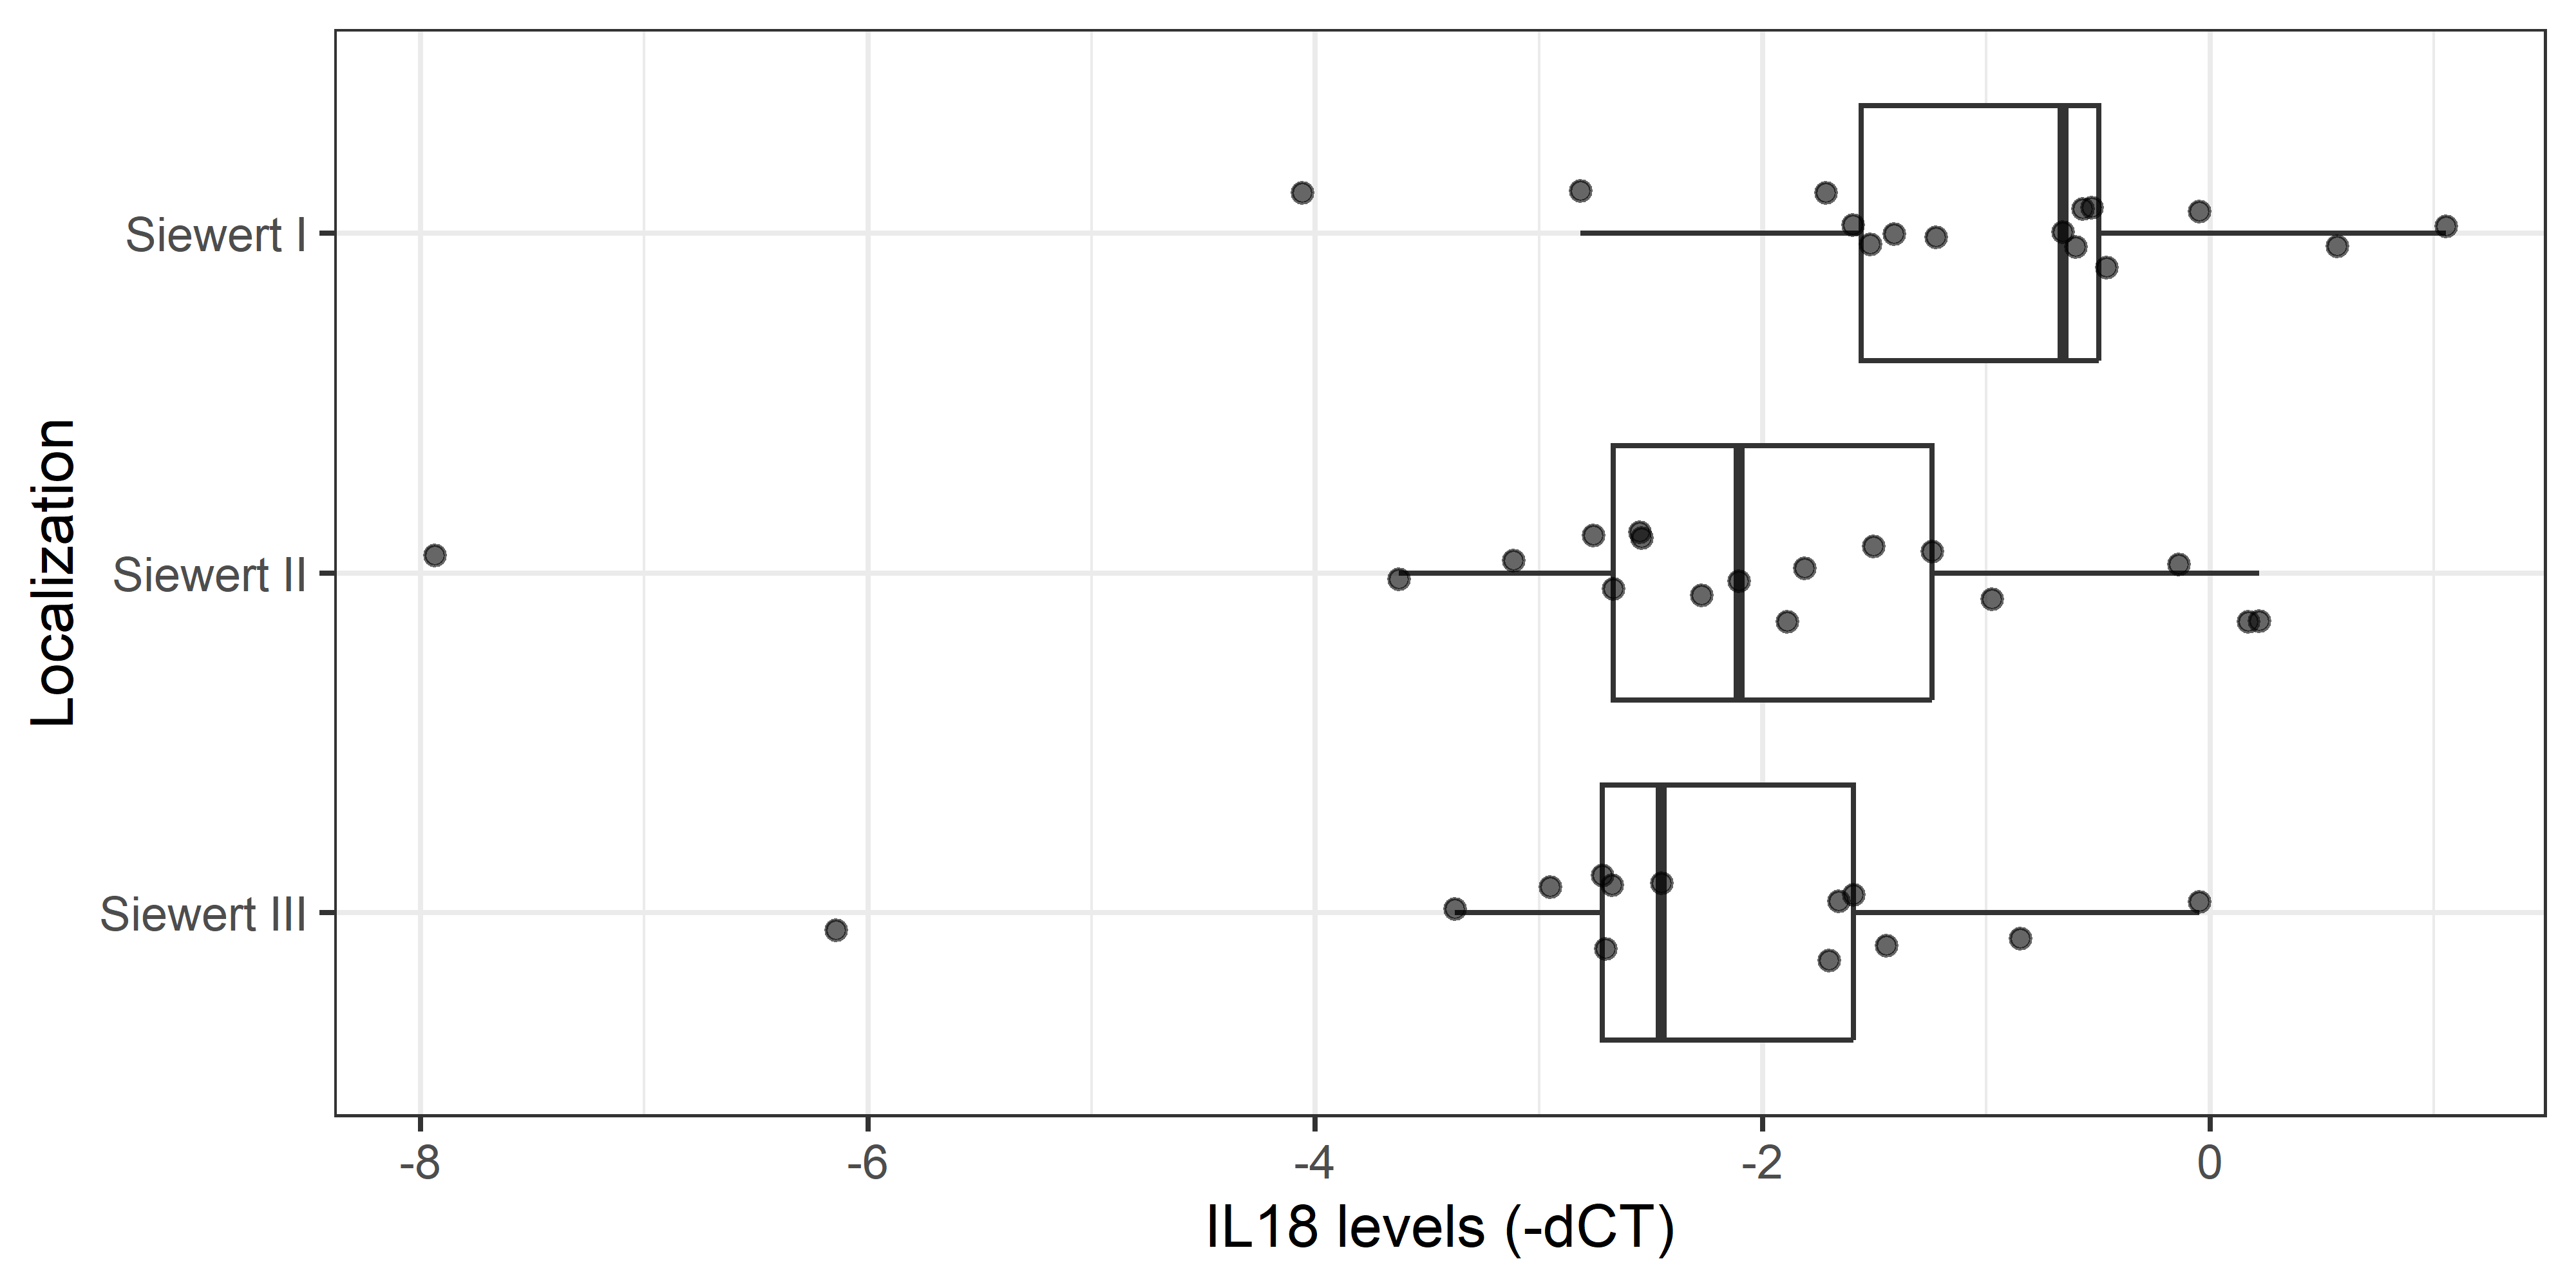 Localization
Siewert I
Siewert II
Siewert III
-8 -6 -4 -2 0
IL18 levels (-dCT)